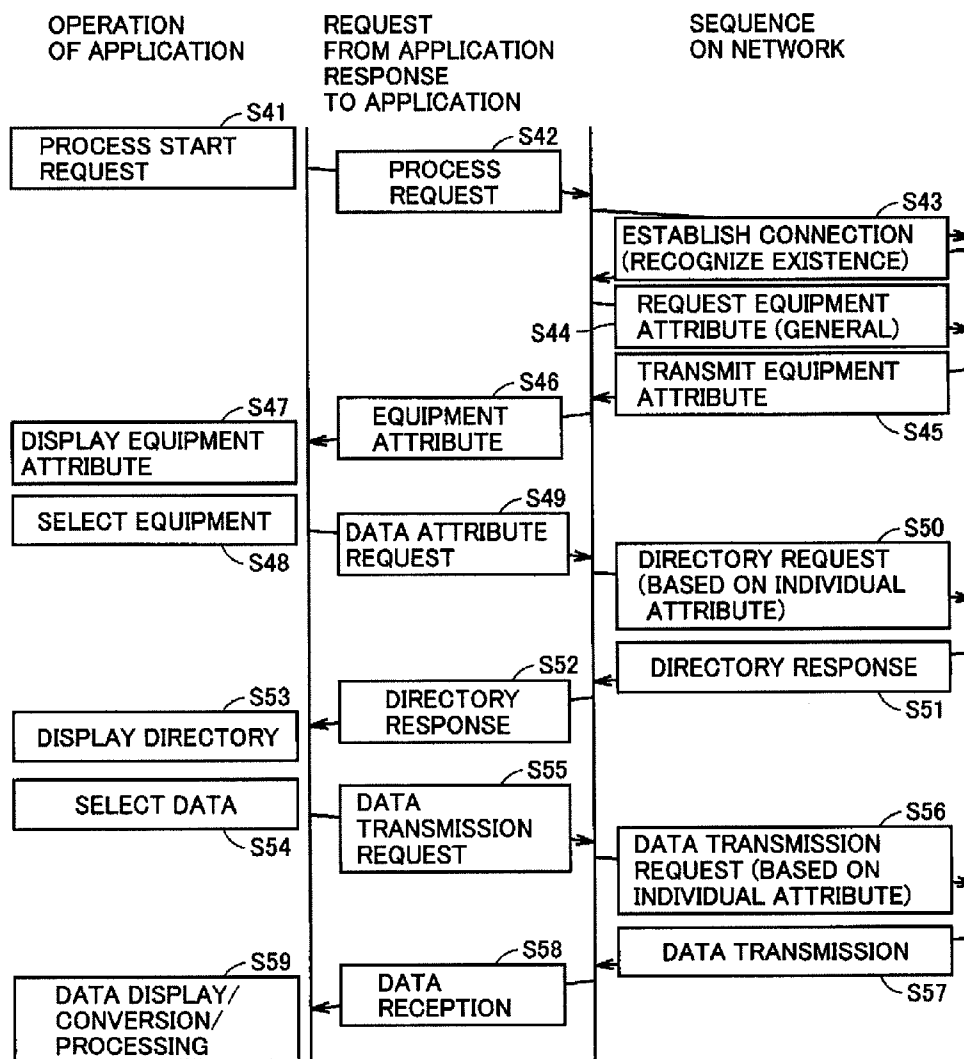 OPERATION
OF APPLICATION
REQUEST
FROM APPLICATION
RESPONSE
TO APPLICATION
SEQUENCE
ON NETWORK
S41
PROCESS START
REQUEST
S42
PROCESS
REQUEST
S43
ESTABLISH CONNECTION
(RECOGNIZE EXISTENCE)
S44
REQUEST EQUIPMENT
ATTRIBUTE (GENERAL)
TRANSMIT EQUIPMENT
ATTRIBUTE
S45
S46
EQUIPMENT
ATTRIBUTE
S47
DISPLAY EQUIPMENT
ATTRIBUTE
SELECT EQUIPMENT
S48
S49
DATA ATTRIBUTE
REQUEST
S50
DIRECTORY REQUEST
(BASED ON INDIVIDUAL
ATTRIBUTE)
DIRECTORY RESPONSE
S51
S52
DIRECTORY
RESPONSE
S53
DISPLAY DIRECTORY
SELECT DATA
S54
S55
DATA
TRANSMISSION
REQUEST
S56
DATA TRANSMISSION
REQUEST (BASED ON
INDIVIDUAL ATTRIBUTE)
DATA TRANSMISSION
S57
S58
DATA
RECEPTION
S59
DATA DISPLAY/
CONVERSION/
PROCESSING